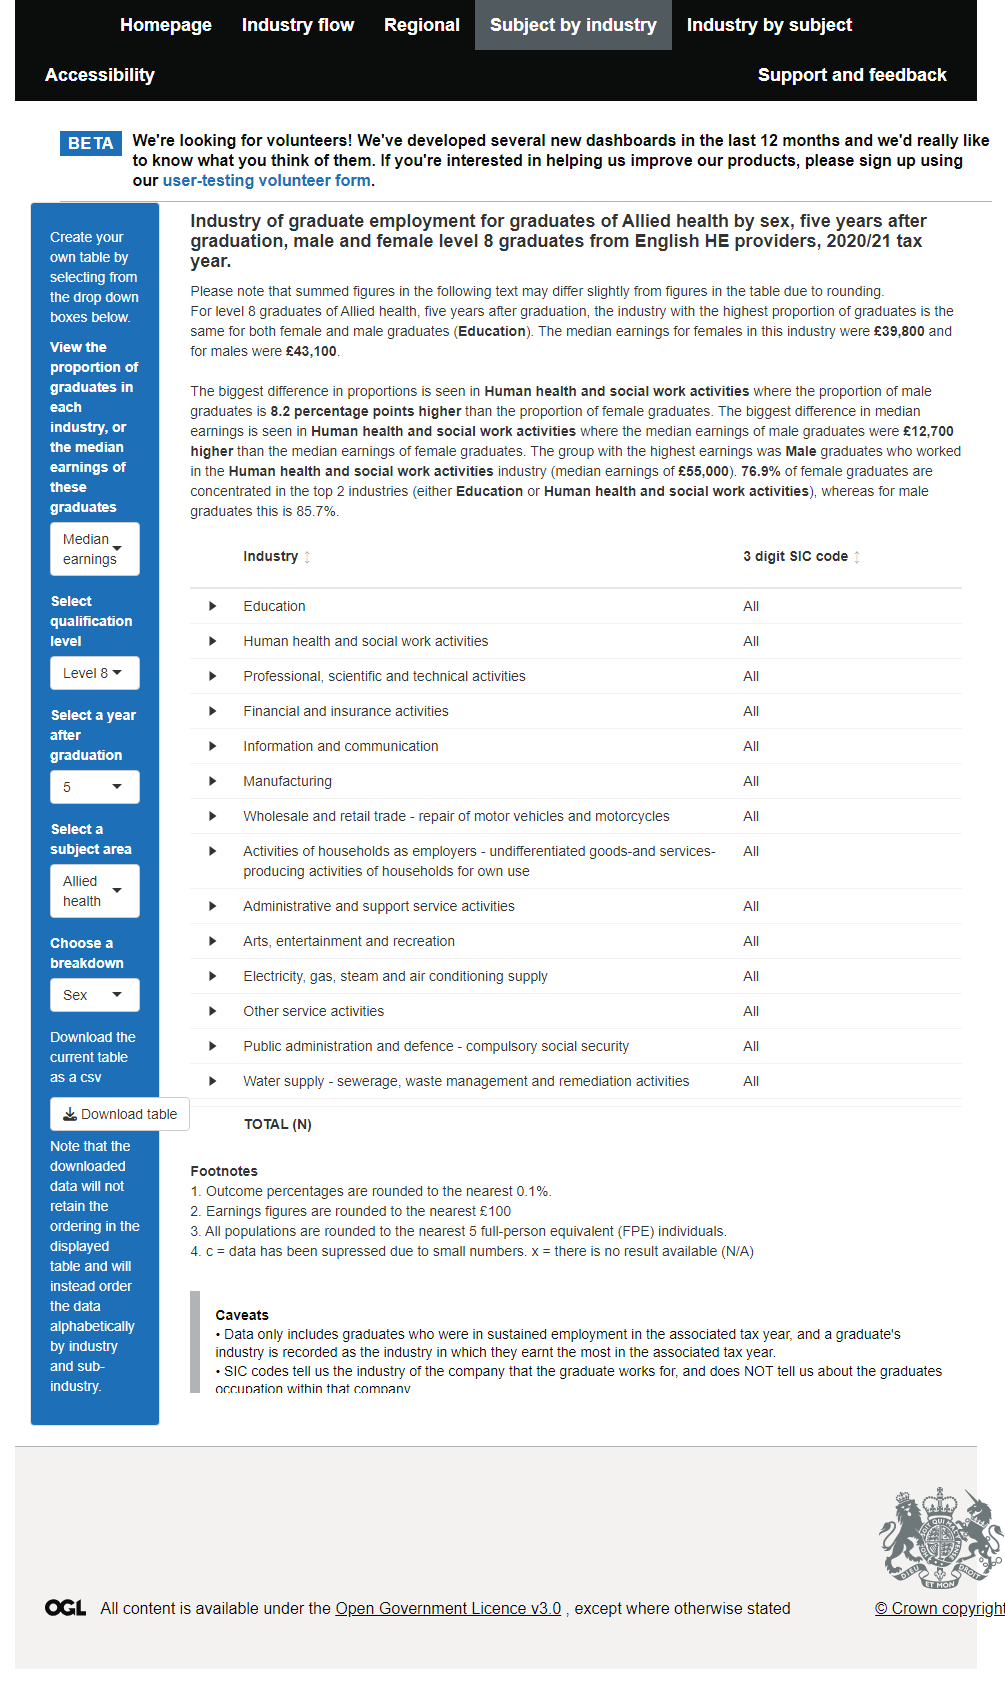 Homepage Industry flow Regional Subject by industry Industry by subject
Accessibility Support and feedback
BETA We're looking for volunteers! We've developed several new dashboards in the last 12 months and we'd really like
to know what you think of them. If you're interested in helping us improve our products, please sign up using
our user-testing volunteer form.
Create your
own table by
selecting from
the drop down
boxes below.
View the
proportion of
graduates in
each
industry, or
the median
earnings of
these
graduates
Median
earnings
Select
qualification
level
Level 8
Select a year
after
graduation
5
Select a
subject area
Allied
health
Choose a
breakdown
Sex
Download the
current table
as a csv
Download table
Note that the
downloaded
data will not
retain the
ordering in the
displayed
table and will
instead order
the data
alphabetically
by industry
and sub-
industry.
Industry of graduate employment for graduates of Allied health by sex, five years after
graduation, male and female level 8 graduates from English HE providers, 2020/21 tax
year.
Please note that summed figures in the following text may differ slightly from figures in the table due to rounding.
For level 8 graduates of Allied health, five years after graduation, the industry with the highest proportion of graduates is the
same for both female and male graduates (Education). The median earnings for females in this industry were £39,800 and
for males were £43,100.
The biggest difference in proportions is seen in Human health and social work activities where the proportion of male
graduates is 8.2 percentage points higher than the proportion of female graduates. The biggest difference in median
earnings is seen in Human health and social work activities where the median earnings of male graduates were £12,700
higher than the median earnings of female graduates. The group with the highest earnings was Male graduates who worked
in the Human health and social work activities industry (median earnings of £55,000). 76.9% of female graduates are
concentrated in the top 2 industries (either Education or Human health and social work activities), whereas for male
graduates this is 85.7%.
Industry 3 digit SIC code
Education All
Human health and social work activities All
Professional, scientific and technical activities All
Financial and insurance activities All
Information and communication All
Manufacturing All
Wholesale and retail trade - repair of motor vehicles and motorcycles All
Activities of households as employers - undifferentiated goods-and services- All
producing activities of households for own use
Administrative and support service activities All
Arts, entertainment and recreation All
Electricity, gas, steam and air conditioning supply All
Other service activities All
Public administration and defence - compulsory social security All
Water supply - sewerage, waste management and remediation activities All
TOTAL (N)
Footnotes
1. Outcome percentages are rounded to the nearest 0.1%.
2. Earnings figures are rounded to the nearest £100
3. All populations are rounded to the nearest 5 full-person equivalent (FPE) individuals.
4. c = data has been supressed due to small numbers. x = there is no result available (N/A)
Caveats
• Data only includes graduates who were in sustained employment in the associated tax year, and a graduate's
industry is recorded as the industry in which they earnt the most in the associated tax year.
• SIC codes tell us the industry of the company that the graduate works for, and does NOT tell us about the graduates
occupation within that company
DIEU ET MON DROIT
OGL All content is available under the Open Government Licence v3.0 , except where otherwise stated
© Crown copyright